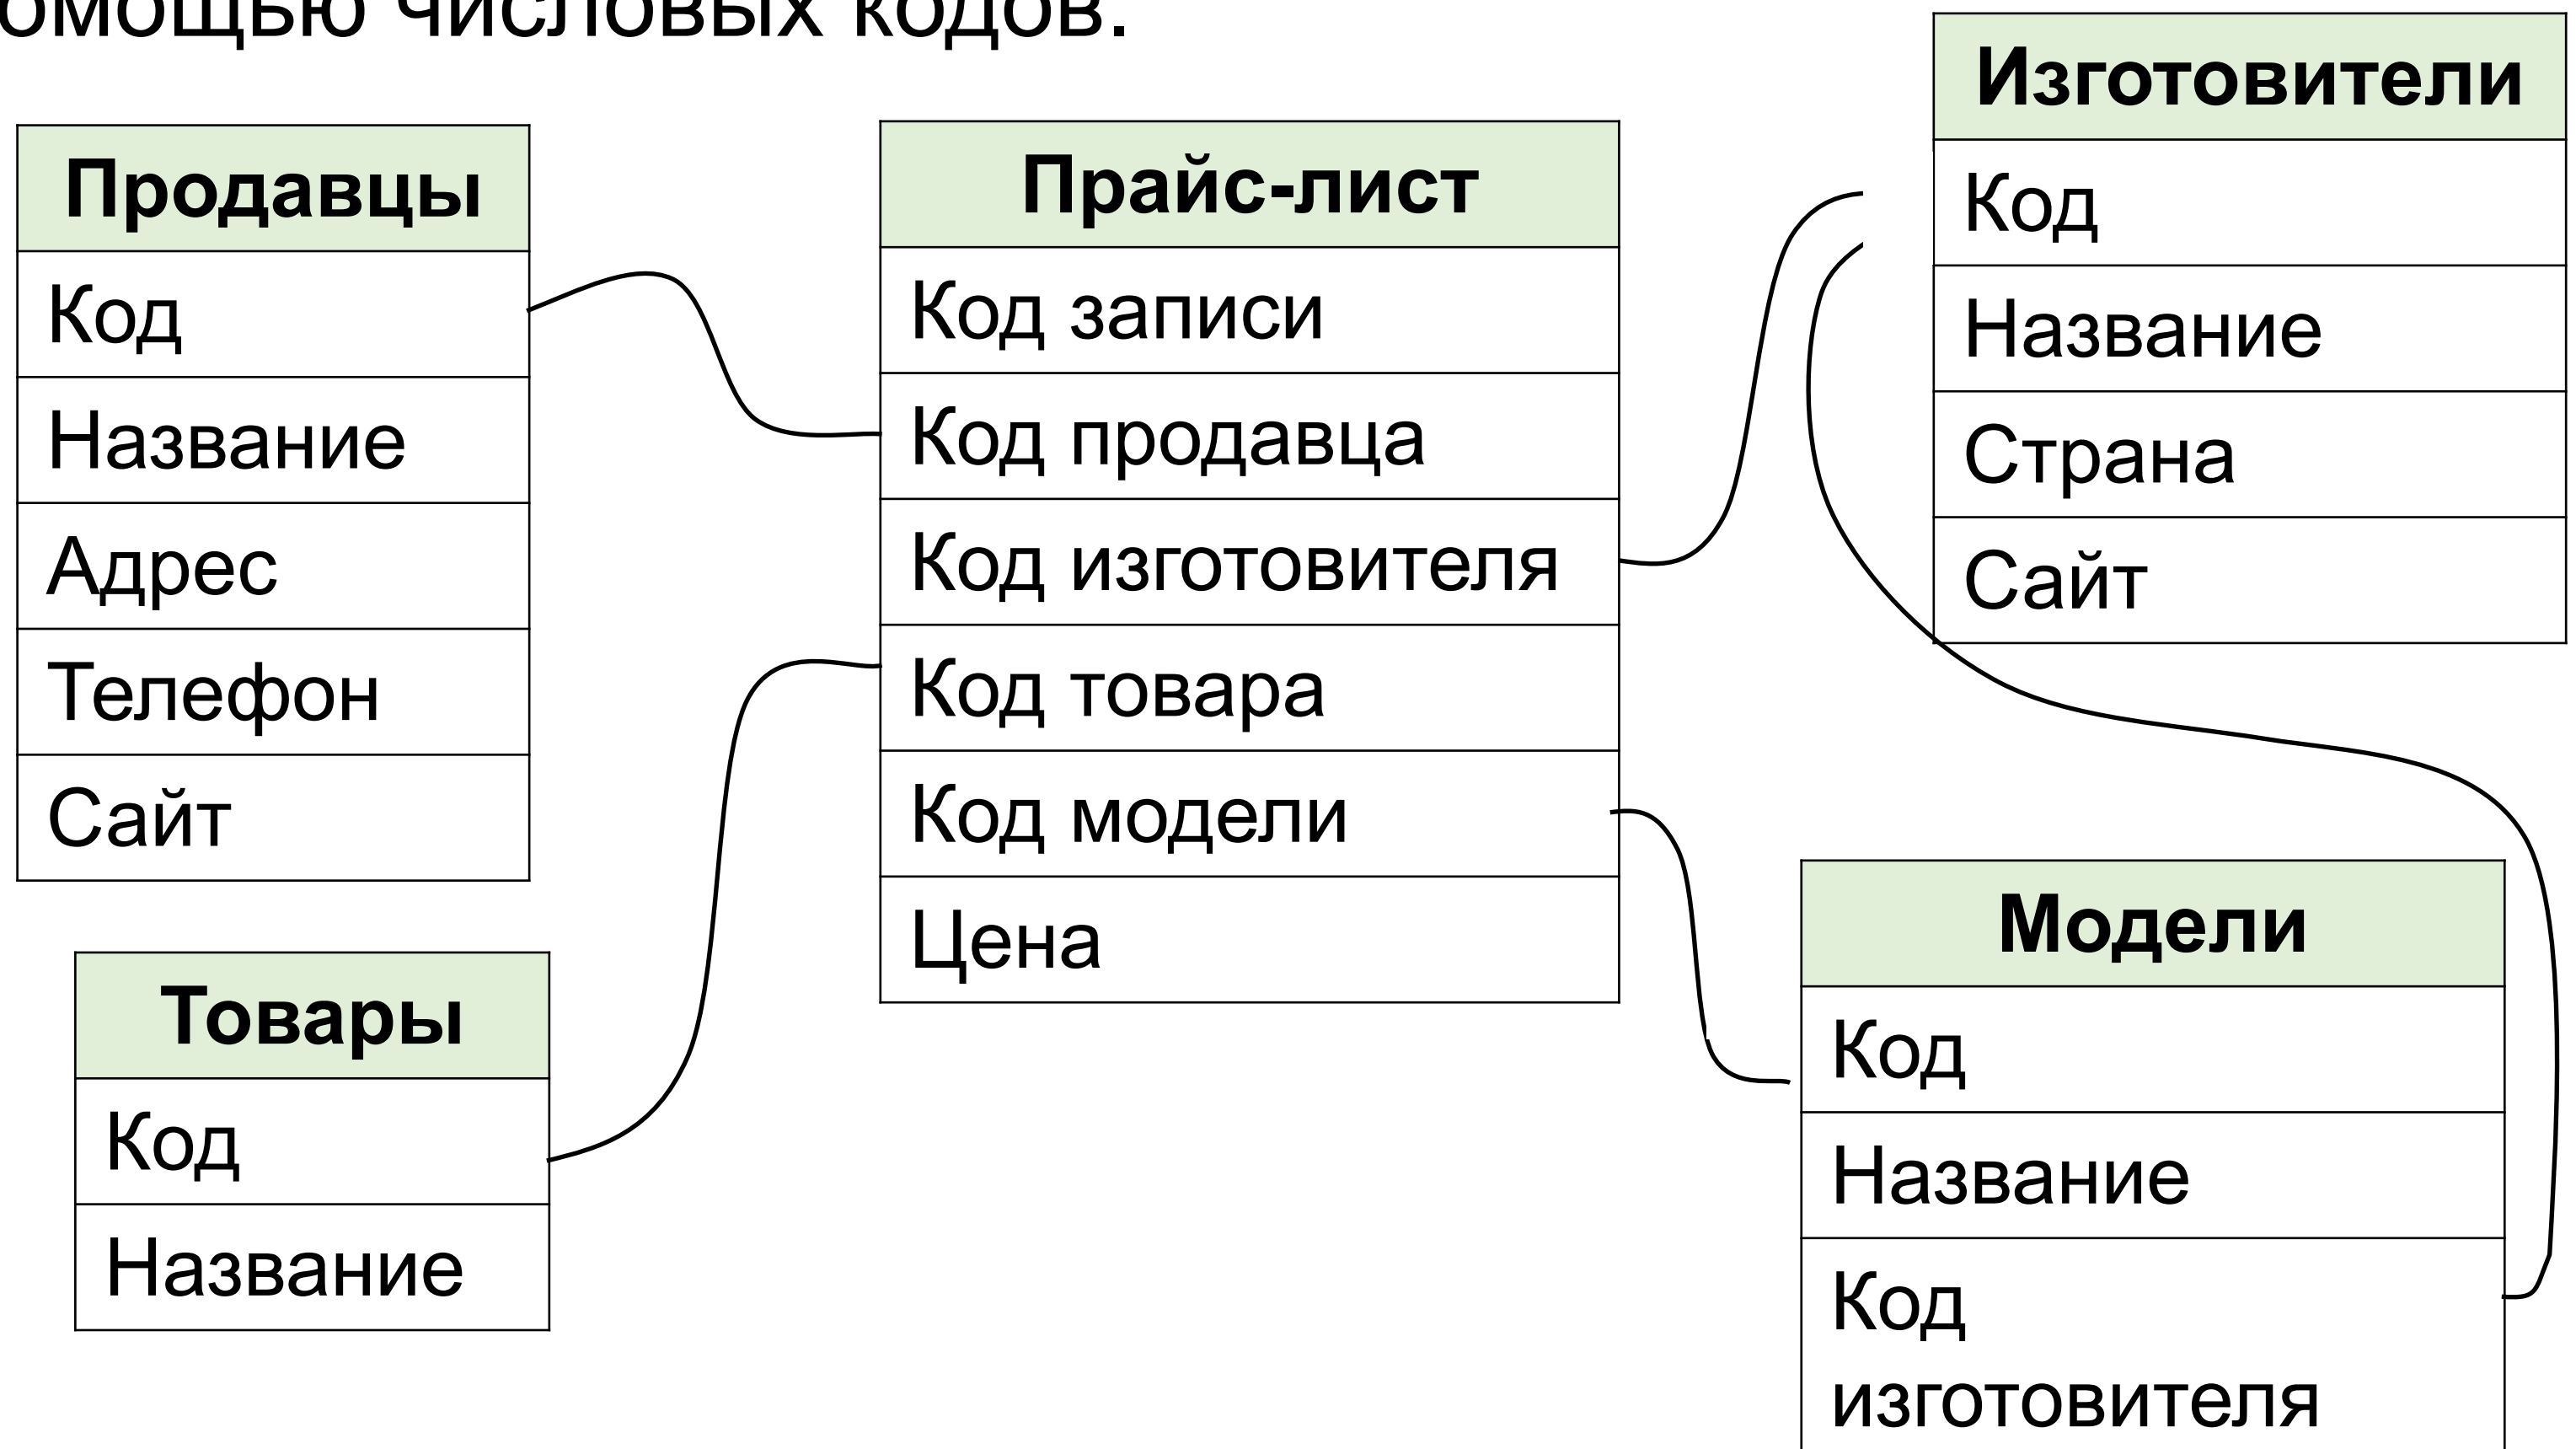 омощью числовых кодов.
Продавцы
Код
Название
Адрес
Телефон
Сайт
Товары
Код
Название
Прайс-лист
Код записи
Код продавца
Код изготовителя
Код товара
Код модели
Цена
Изготовители
Код
Название
Страна
Сайт
Модели
Код
Название
Код
изготовителя